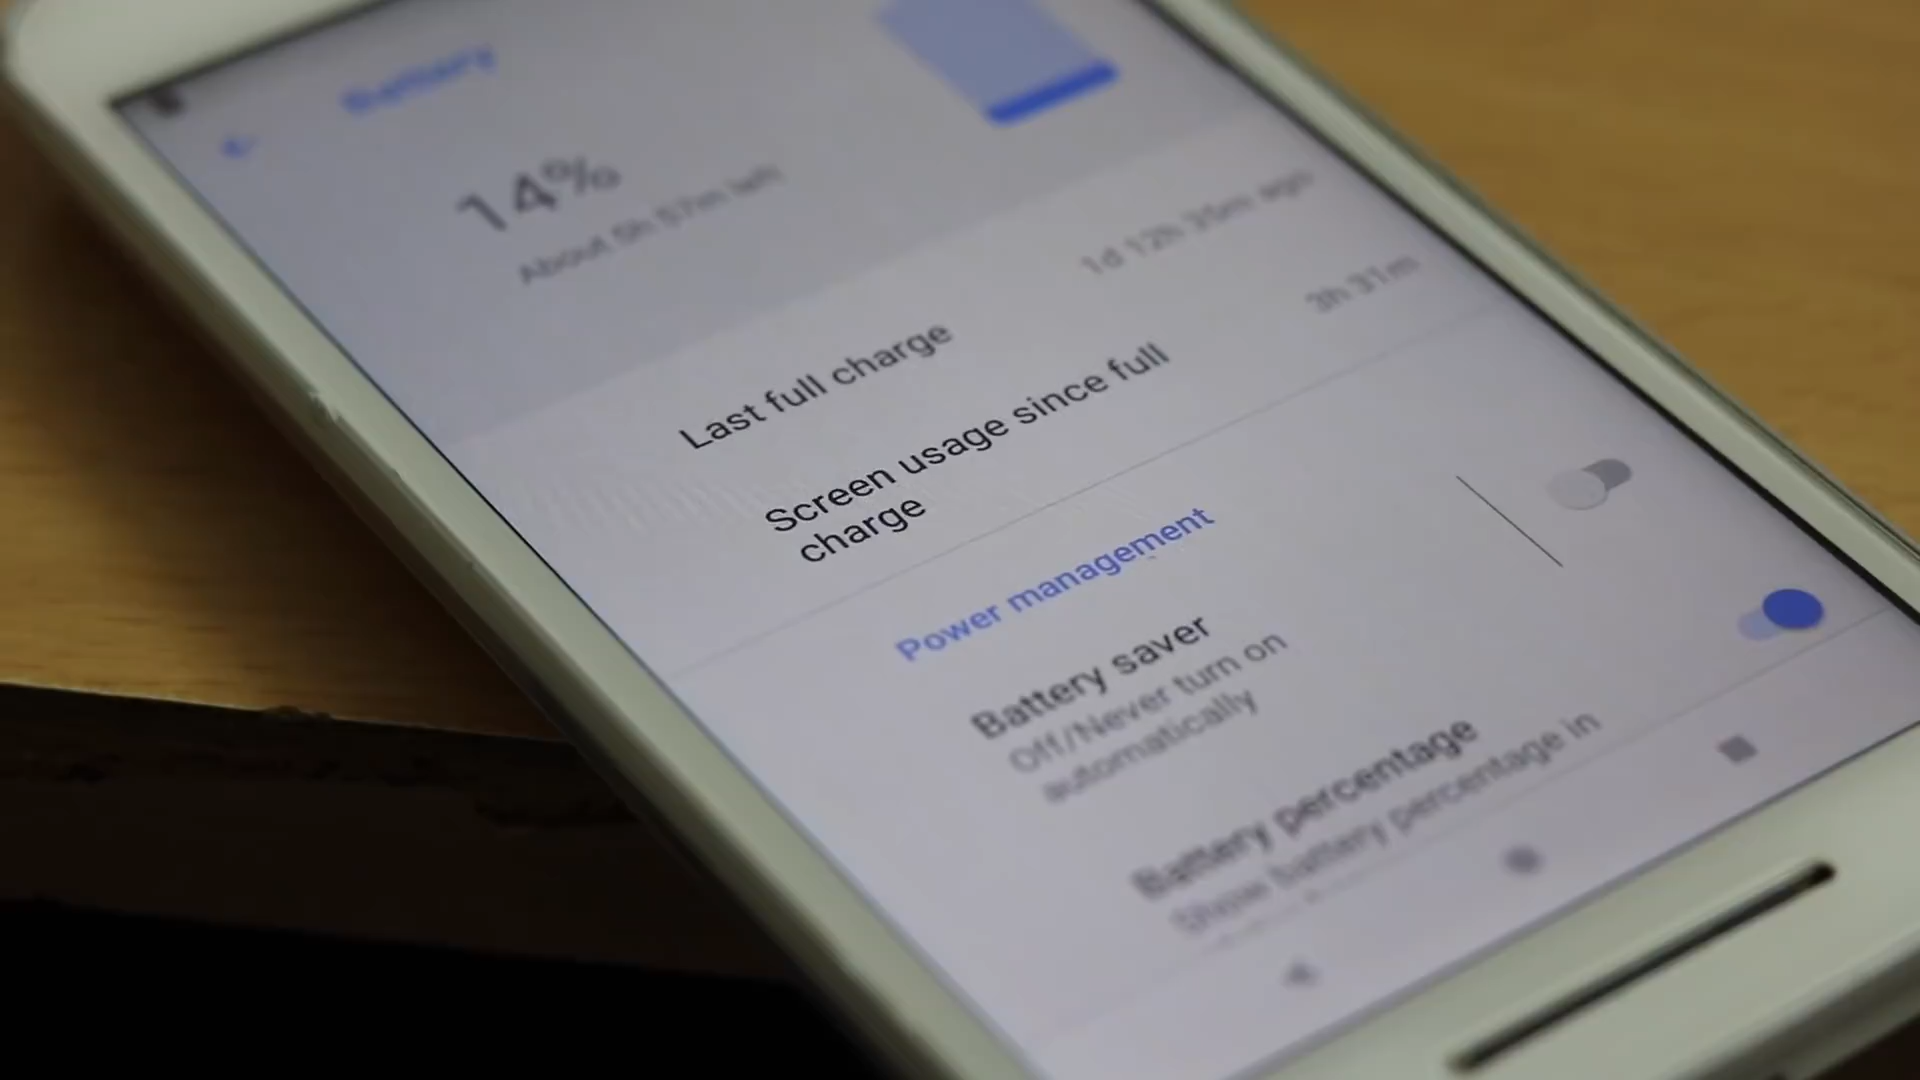 Battery
14%
About 5h 57m left
Last full charge
1d 12h 35m ago
Screen usage since full
charge
3h 31m
Power management
Battery saver
Off/Never turn on
automatically
Battery percentage
Show battery percentage in